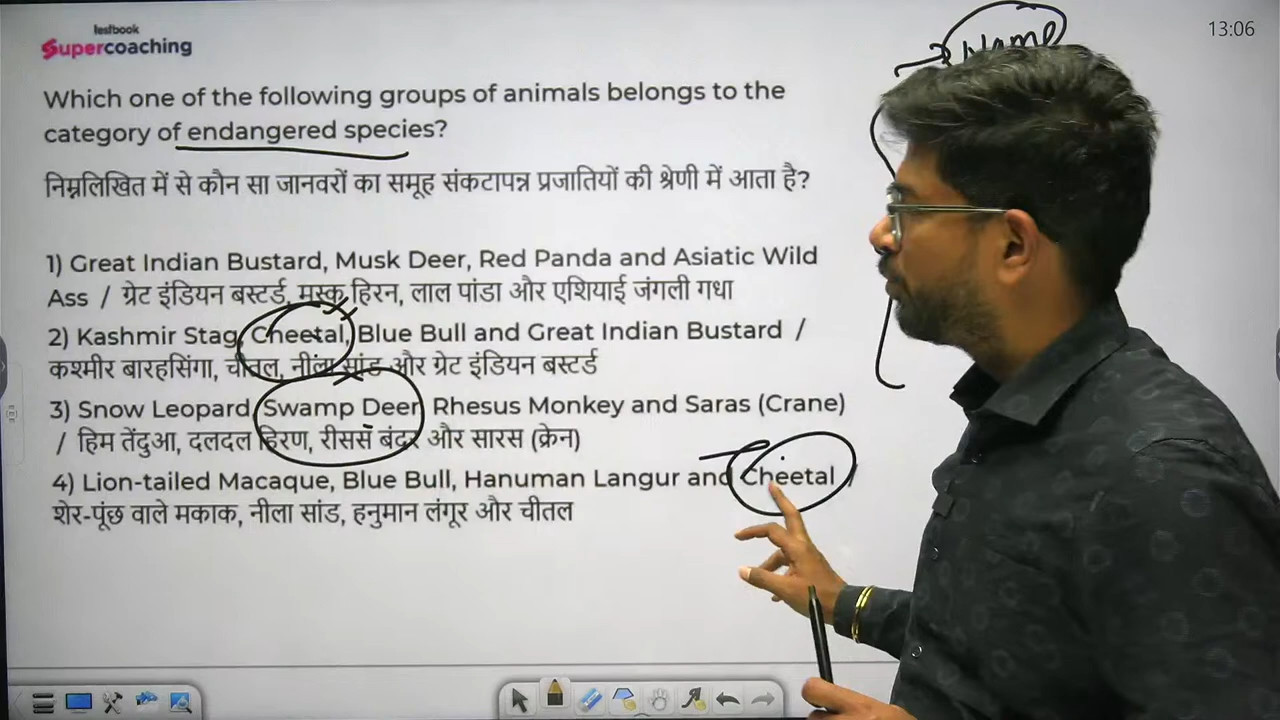 testbook
Supercoaching
13:06
Name
Which one of the following groups of animals belongs to the
category of endangered species?
निम्नलिखित में से कौन सा जानवरों का समूह संकटापन्न प्रजातियों की श्रेणी में आता है?
1) Great Indian Bustard, Musk Deer, Red Panda and Asiatic Wild
Ass / ग्रेट इंडियन बस्टर्ड, मस्क हिरन, लाल पांडा और एशियाई जंगली गधा
2) Kashmir Stag, Cheetal, Blue Bull and Great Indian Bustard /
कश्मीर बारहसिंगा, चीतल, नीला सांड और ग्रेट इंडियन बस्टर्ड
3) Snow Leopard, Swamp Deer, Rhesus Monkey and Saras (Crane)
/ हिम तेंदुआ, दलदल हिरण, रीसस बंदर और सारस (क्रेन)
4) Lion-tailed Macaque, Blue Bull, Hanuman Langur and Cheetal /
शेर-पूंछ वाले मकाक, नीला सांड, हनुमान लंगूर और चीतल